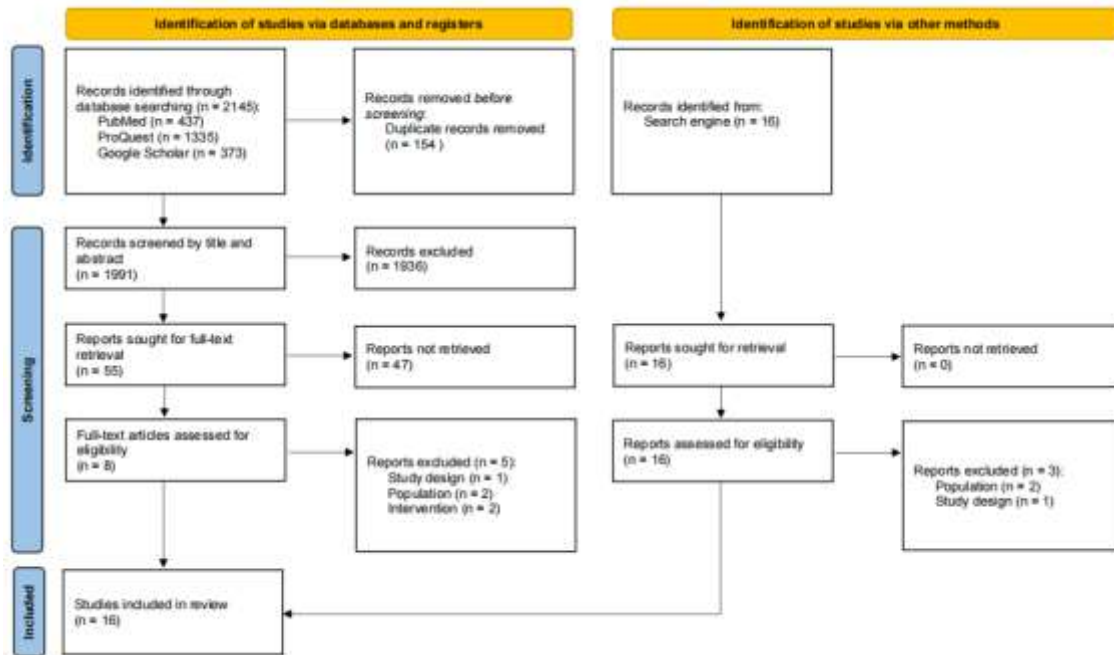 Identification of studies via databases and registers
Identification of studies via other methods
Identification
Records identified through
database searching (n = 2145):
PubMed (n = 437)
ProQuest (n = 1335)
Google Scholar (n = 373)
Records removed before
screening:
Duplicate records removed
(n = 154 )
Records identified from:
Search engine (n = 16)
Screening
Records screened by title and
abstract
(n = 1991)
Records excluded
(n = 1936)
Reports sought for full-text
retrieval
(n = 55)
Reports not retrieved
(n = 47)
Reports sought for retrieval
(n = 16)
Reports not retrieved
(n = 0)
Full-text articles assessed for
eligibility
(n = 8)
Reports excluded (n = 5):
Study design (n = 1)
Population (n = 2)
Intervention (n = 2)
Reports assessed for eligibility
(n = 16)
Reports excluded (n = 3):
Population (n = 2)
Study design (n = 1)
Included
Studies included in review
(n = 16)